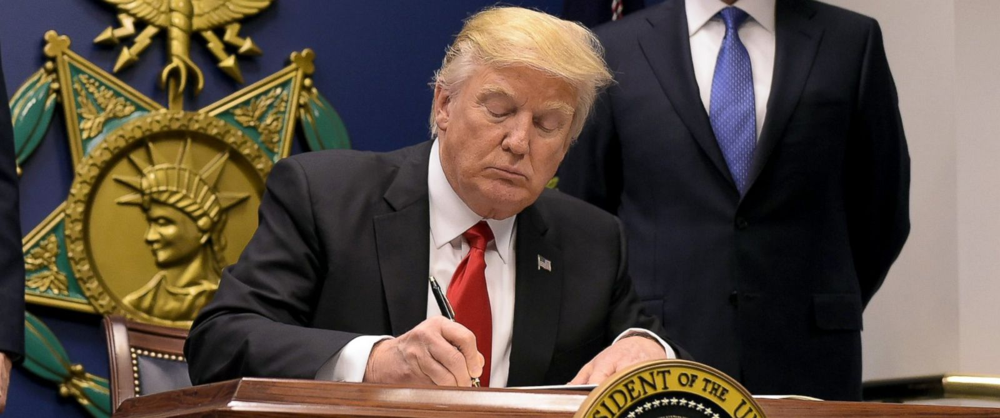 SIDENT OF THE U